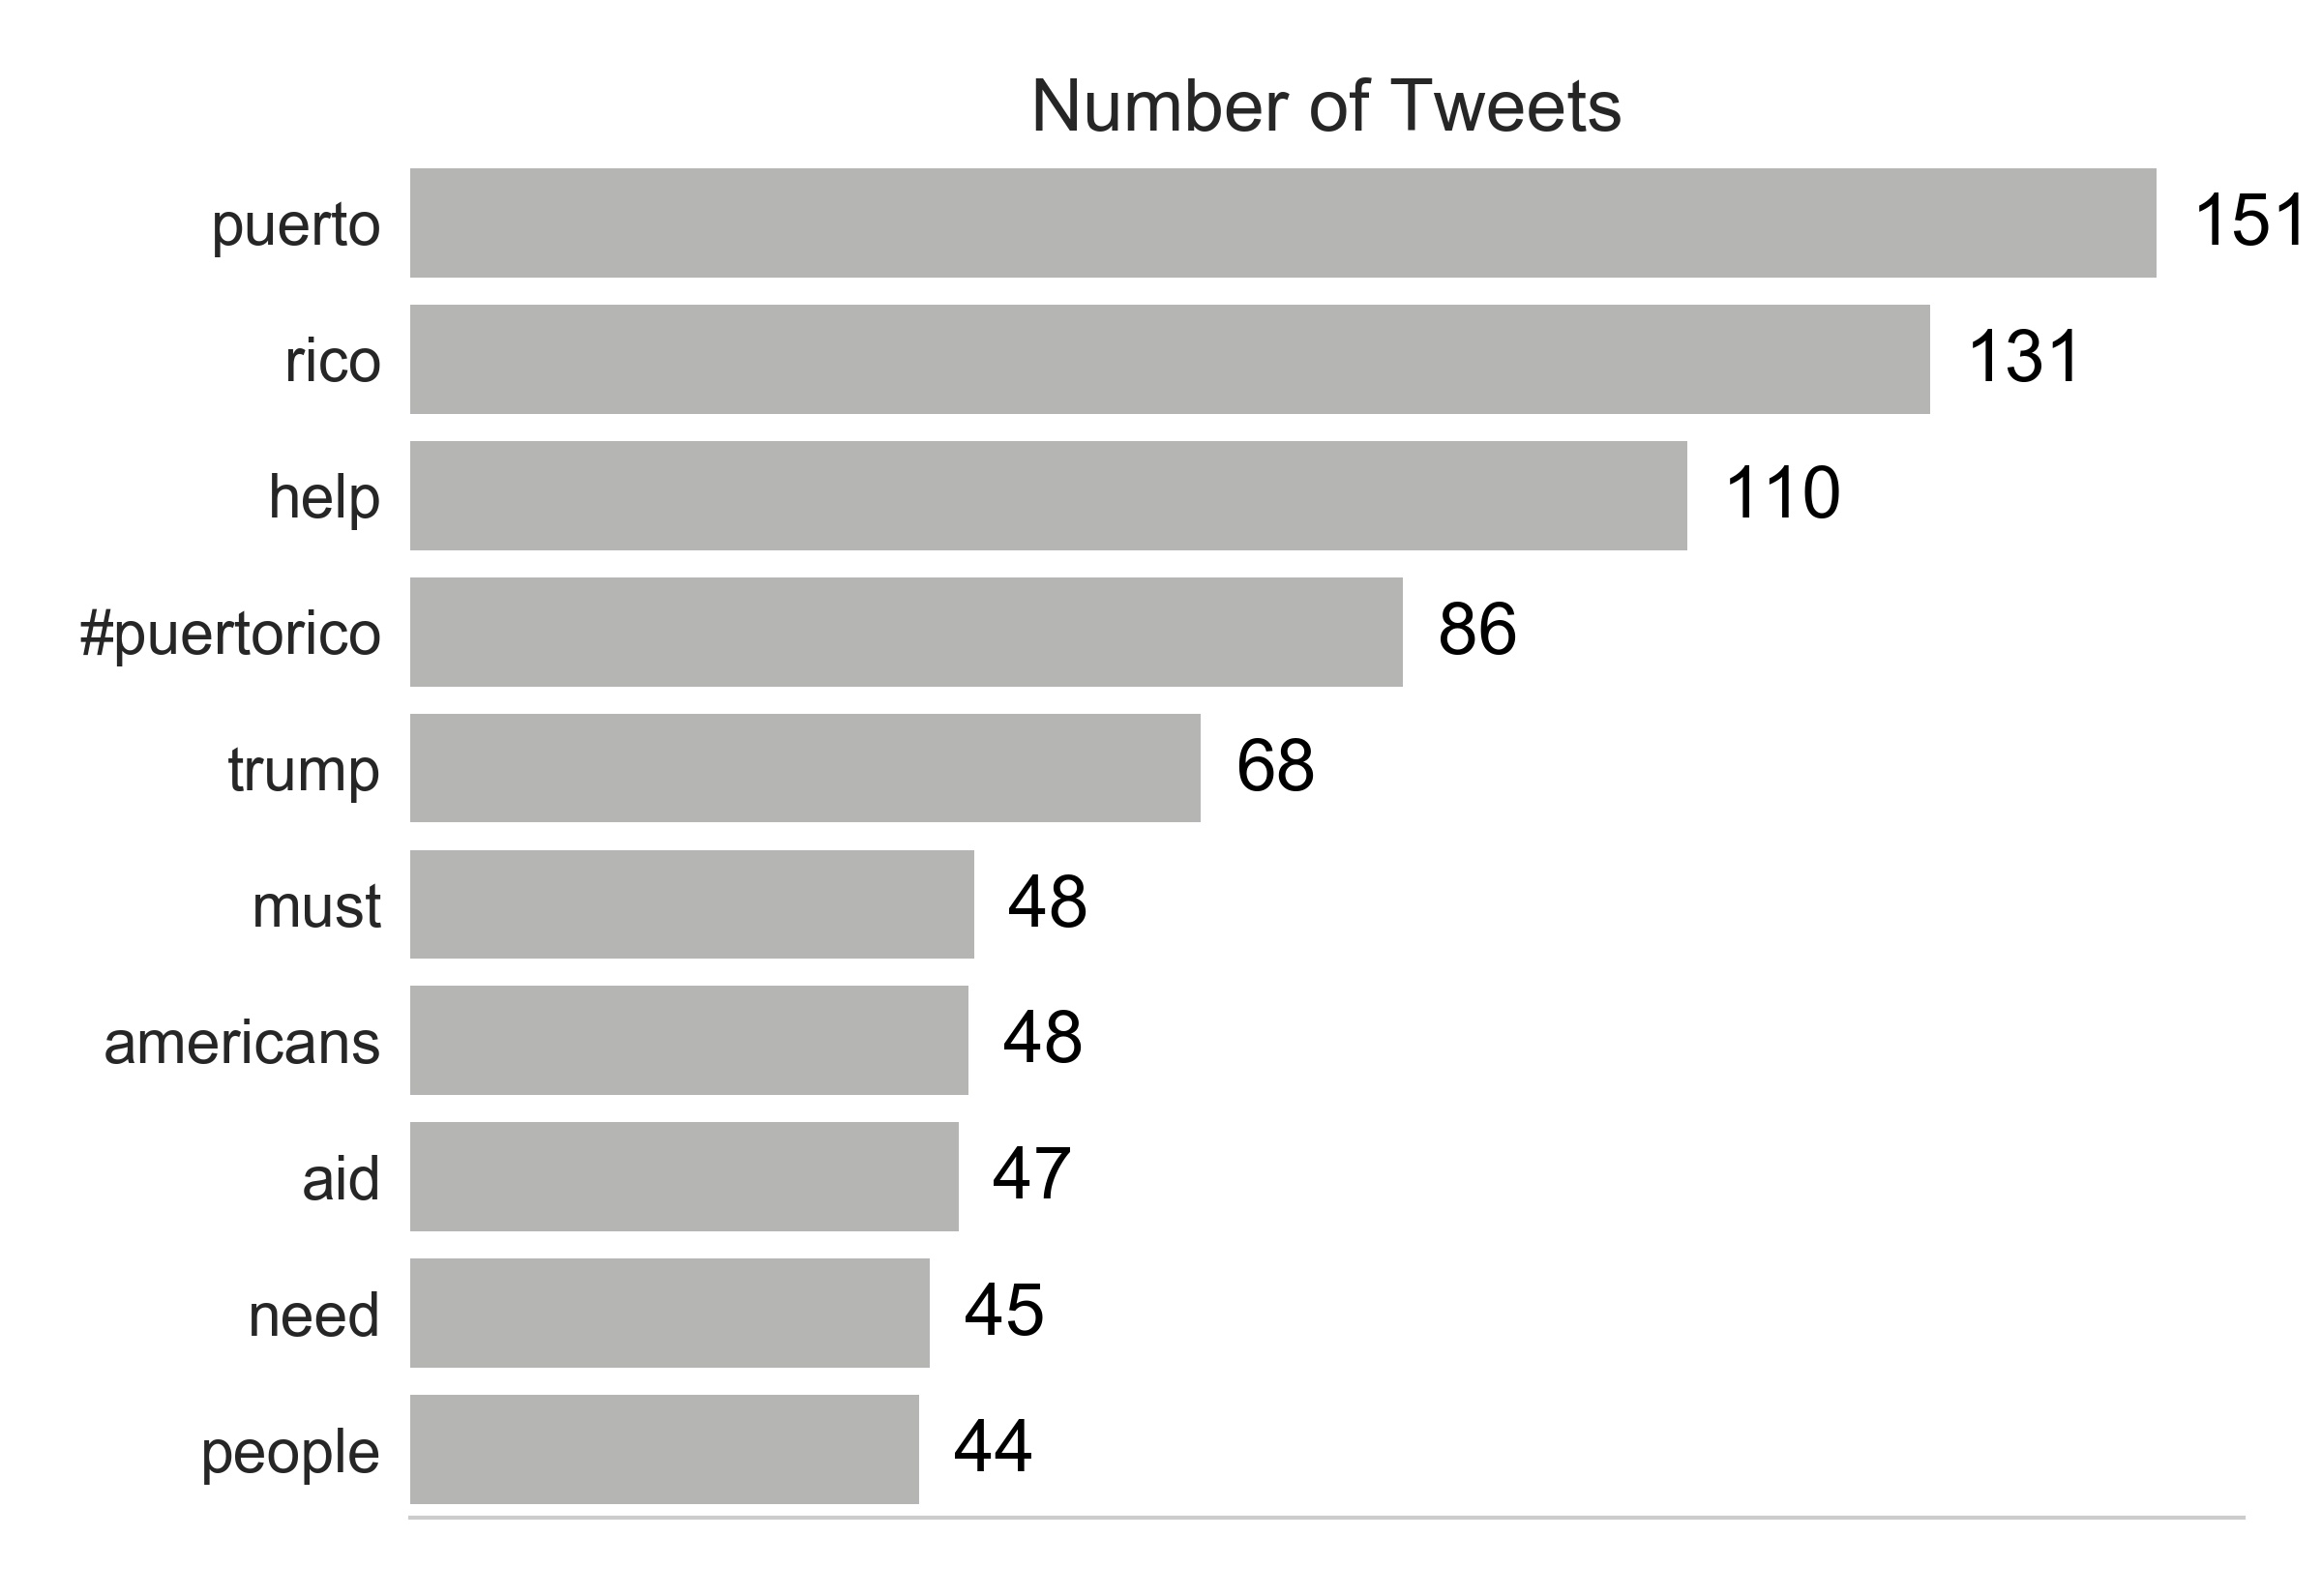 Number of Tweets
puerto 151
rico 131
help 110
#puertorico 86
trump 68
must 48
americans 48
aid 47
need 45
people 44